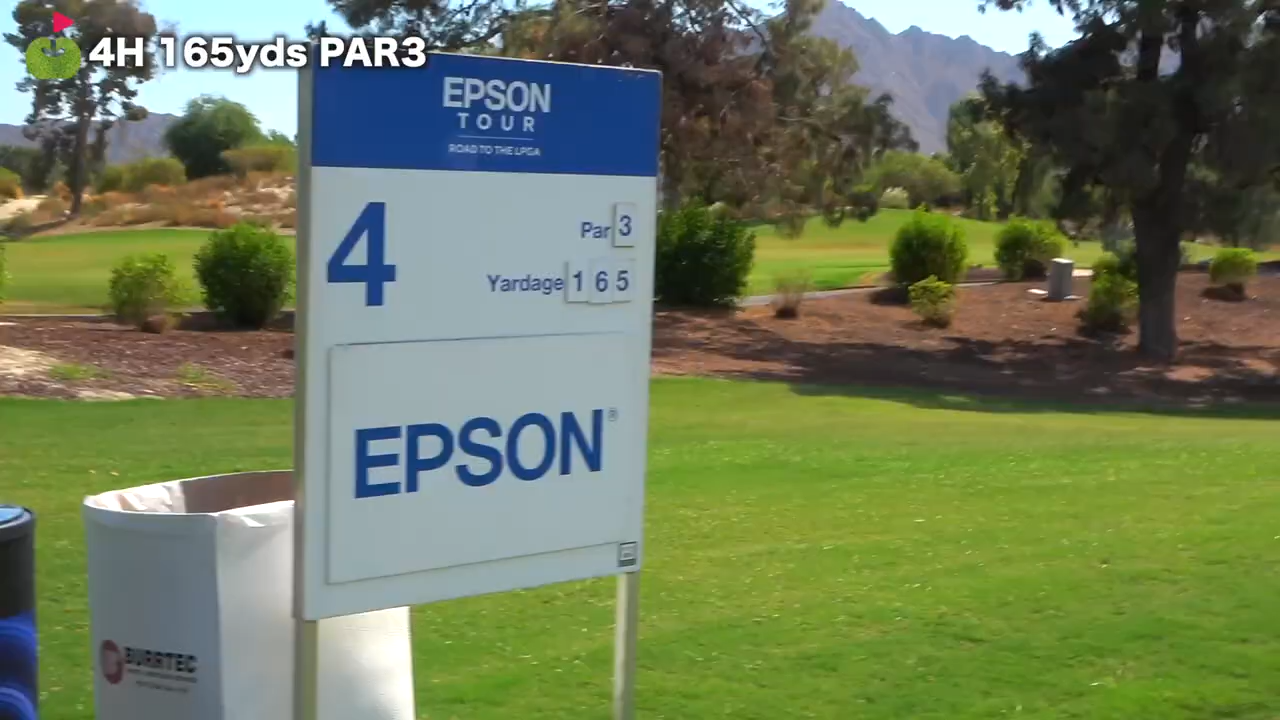 4H 165yds PAR3
EPSON
TOUR
ROAD TO THE LPGA
4
Par 3
Yardage 165
EPSON®
BURRTEC